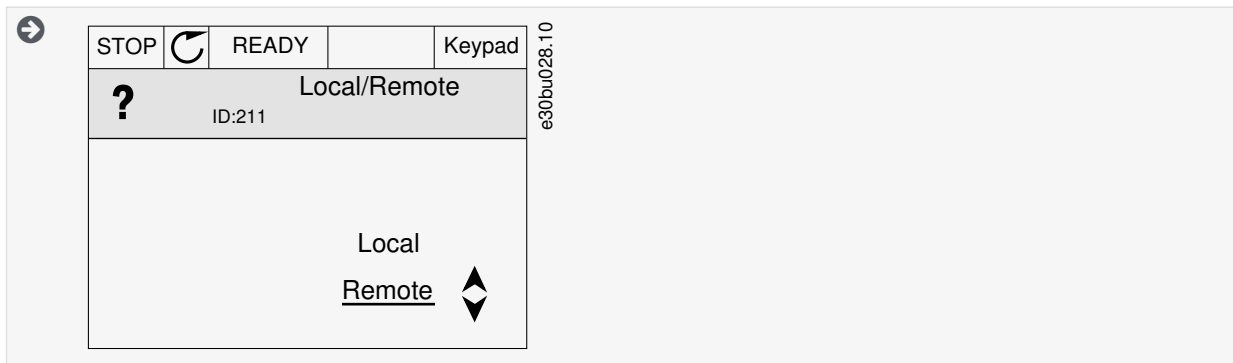 STOP READY Keypad
? Local/Remote
ID:211
Local
Remote
e30bu028.10